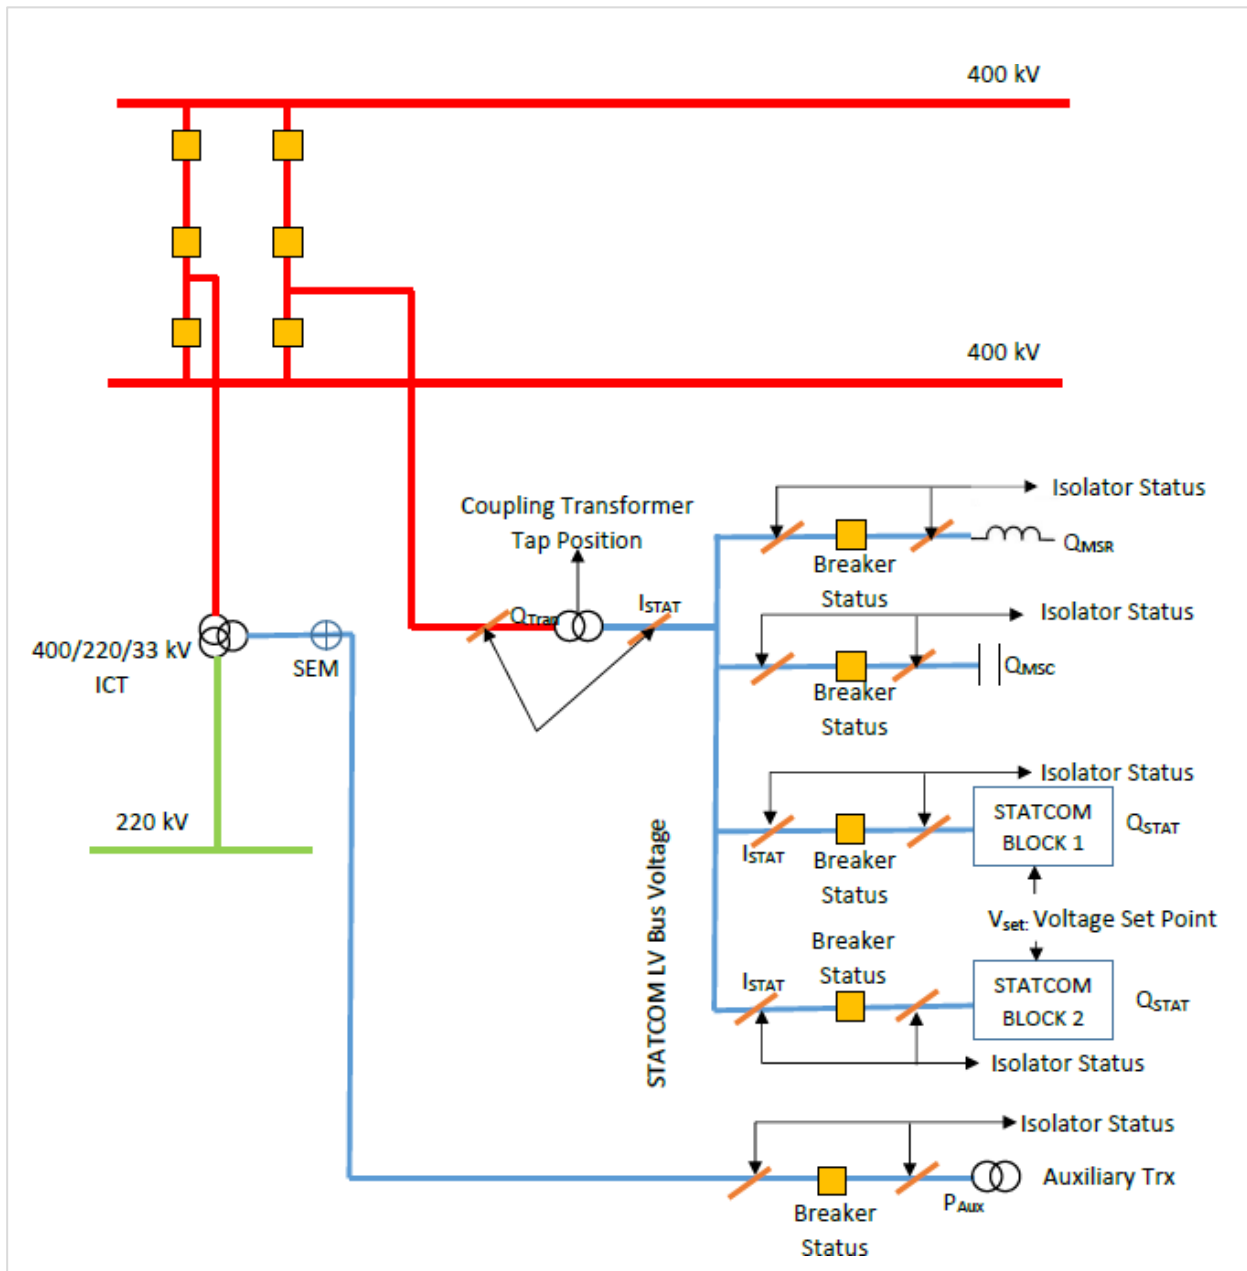 400 kV
400 kV
Coupling Transformer
Tap Position
Isolator Status
QMSR
Breaker
Status
QTran
ISTAT
Isolator Status
400/220/33 kV
ICT
SEM
QMSC
Breaker
Status
Isolator Status
220 kV
STATCOM
BLOCK 1
QSTAT
ISTAT
Breaker
Status
STATCOM LV Bus Voltage
Vset: Voltage Set Point
Breaker
Status
ISTAT
STATCOM
BLOCK 2
QSTAT
Isolator Status
Isolator Status
Auxiliary Trx
PAux
Breaker
Status